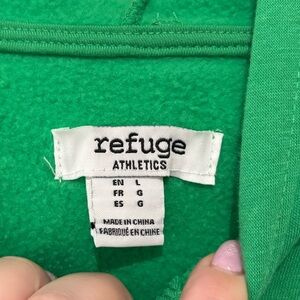 refuge
ATHLETICS
EN L
FR G
ES G
MADE IN CHINA
FABRIQUÉ EN CHINE